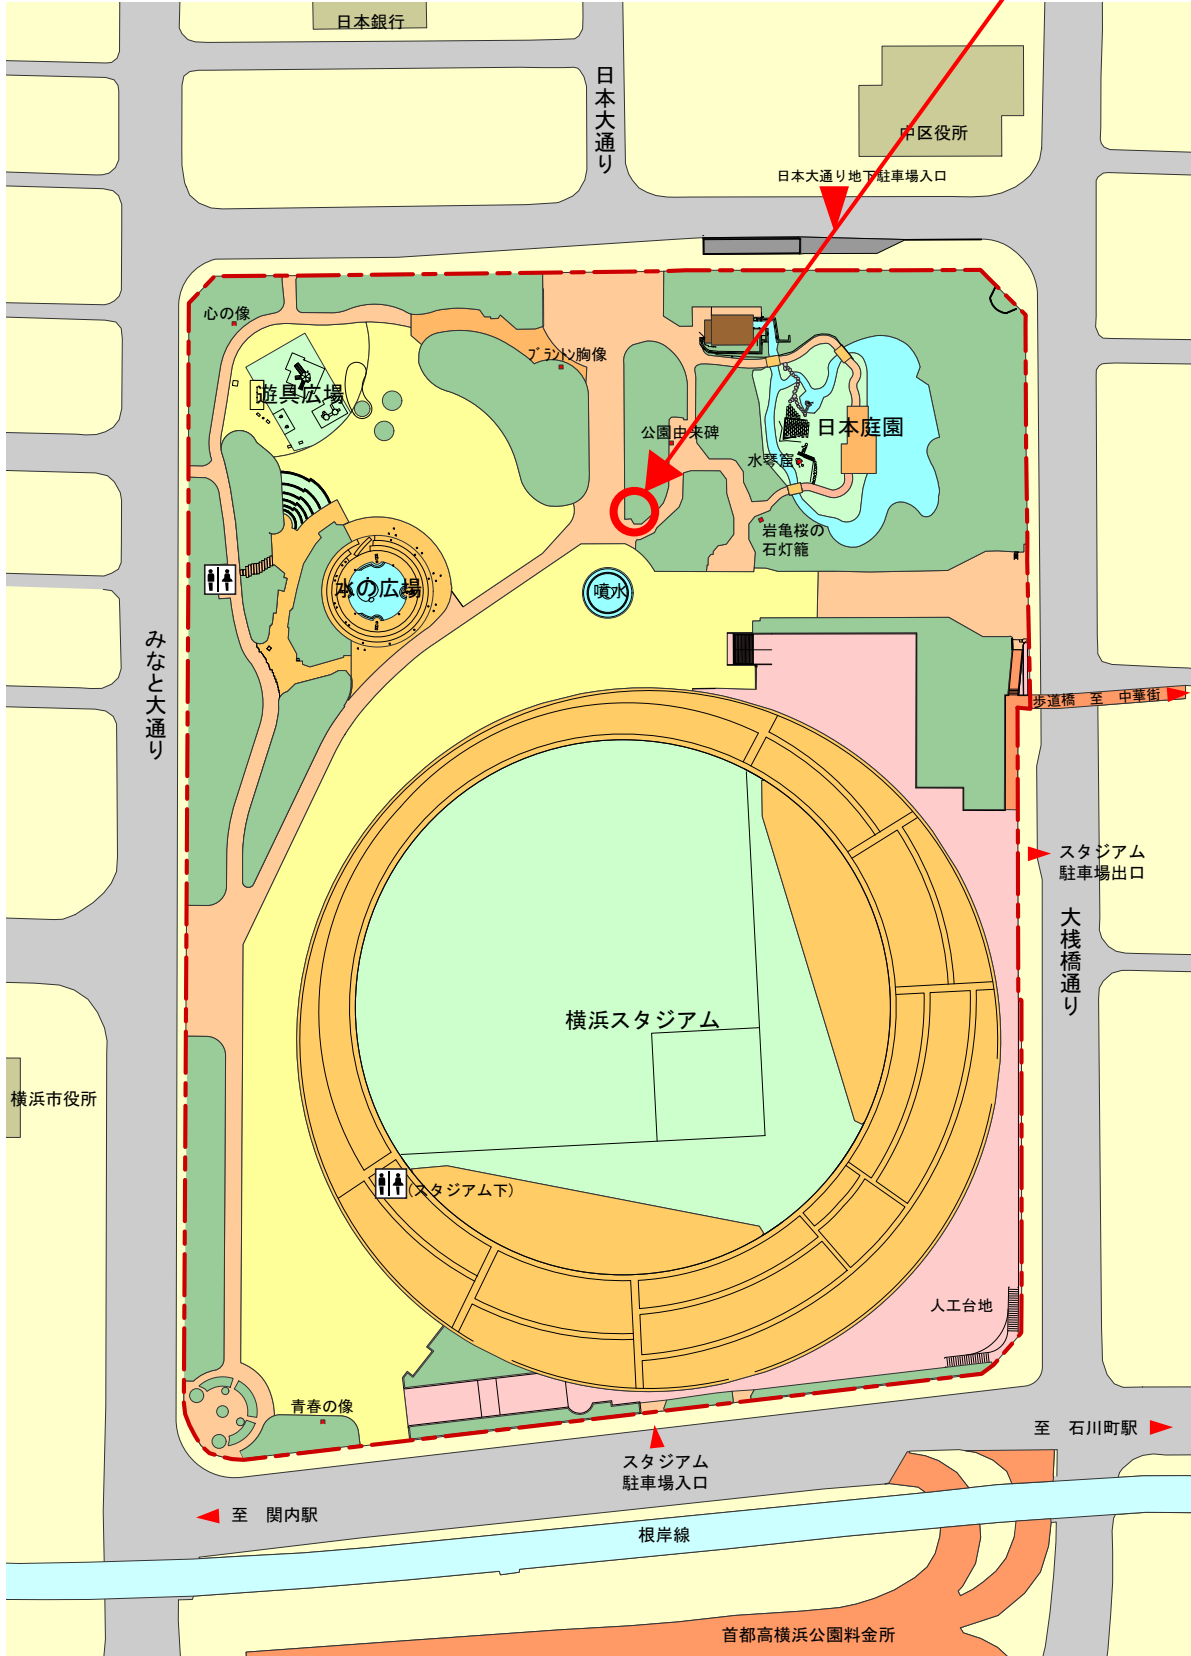 日本銀行
日本大通り
中区役所
日本大通り地下駐車場入口
心の像
ブラントン胸像
遊具広場
公園由来碑
日本庭園
水琴窟
岩亀桜の
石灯籠
水の広場
噴水
みなと大通り
歩道橋 至 中華街
スタジアム
駐車場出口
大桟橋通り
横浜スタジアム
横浜市役所
(スタジアム下)
人工台地
青春の像
至 石川町駅
スタジアム
駐車場入口
至 関内駅
根岸線
首都高横浜公園料金所